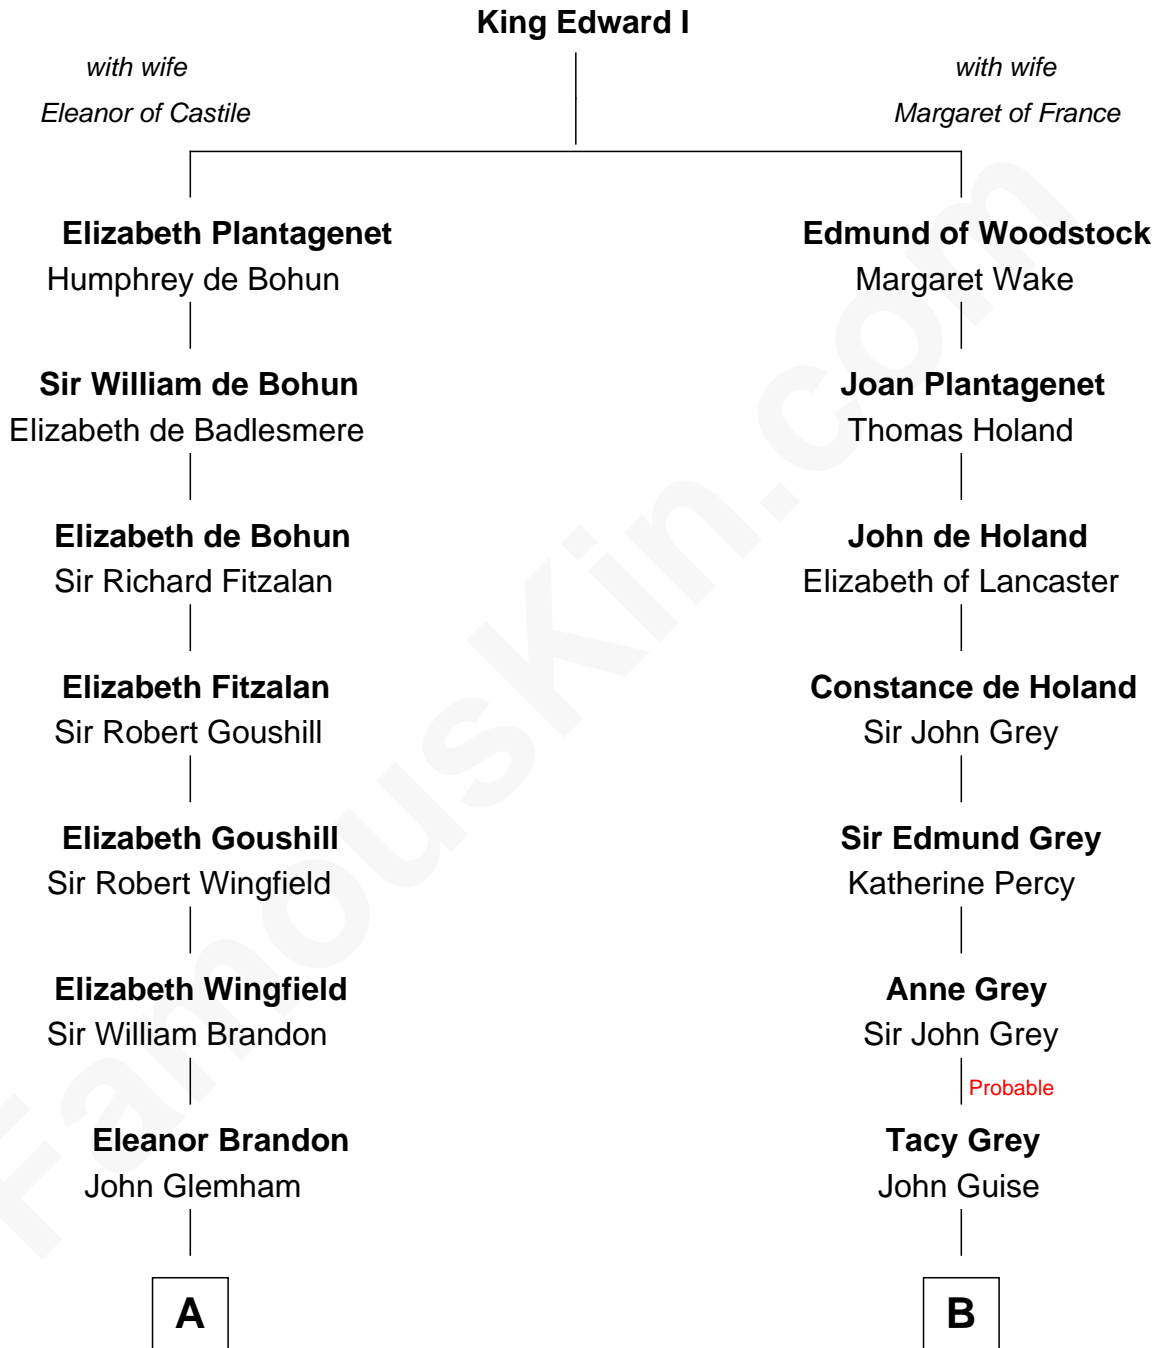 King Edward I
with wife
Eleanor of Castile
with wife
Margaret of France
Elizabeth Plantagenet
Humphrey de Bohun
Edmund of Woodstock
Margaret Wake
Sir William de Bohun
Elizabeth de Badlesmere
Joan Plantagenet
Thomas Holand
Elizabeth de Bohun
Sir Richard Fitzalan
John de Holand
Elizabeth of Lancaster
Elizabeth Fitzalan
Sir Robert Goushill
Constance de Holand
Sir John Grey
Elizabeth Goushill
Sir Robert Wingfield
Sir Edmund Grey
Katherine Percy
Elizabeth Wingfield
Sir William Brandon
Anne Grey
Sir John Grey
Probable
Eleanor Brandon
John Glemham
Tacy Grey
John Guise
A
B
FamousKin.com